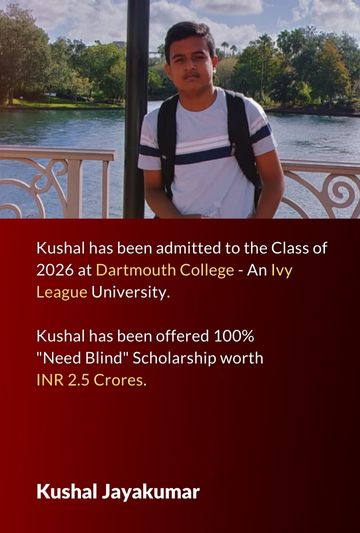 Kushal has been admitted to the Class of
2026 at Dartmouth College - An Ivy
League University.
Kushal has been offered 100%
"Need Blind" Scholarship worth
INR 2.5 Crores.
Kushal Jayakumar